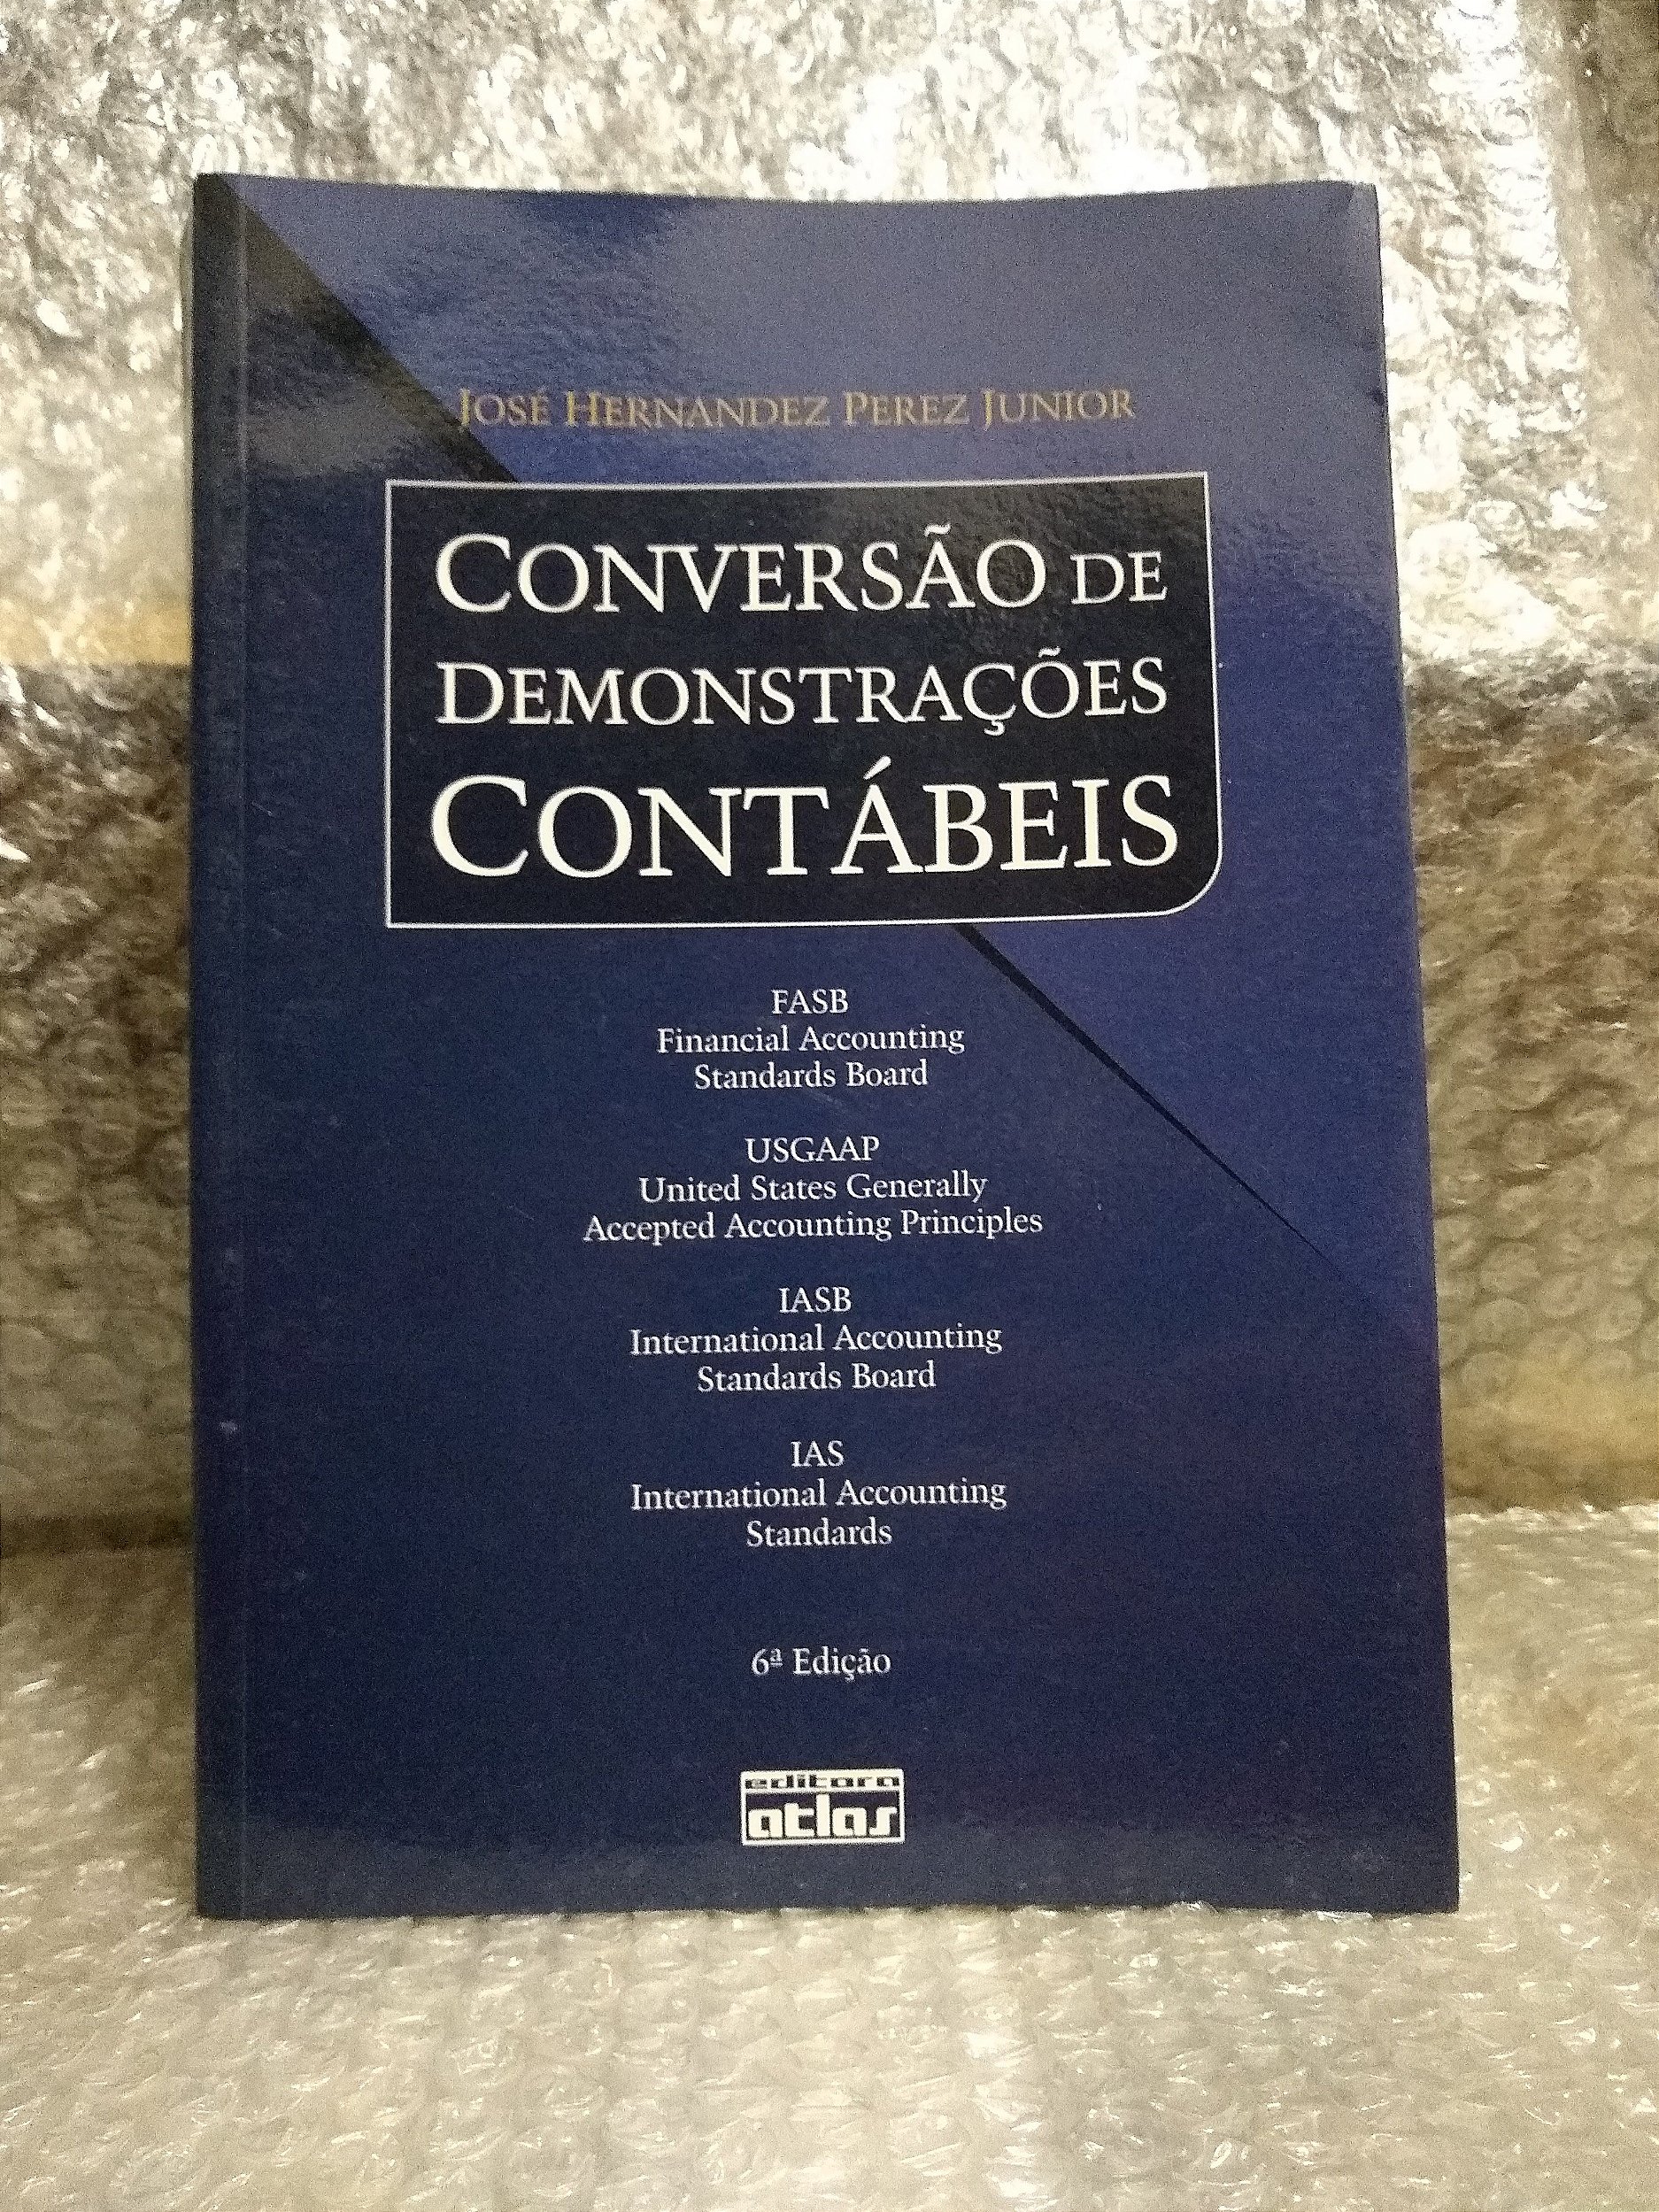 JOSÉ HERNANDEZ PEREZ JUNIOR
CONVERSÃO DE
DEMONSTRAÇÕES
CONTÁBEIS
FASB
Financial Accounting
Standards Board
USGAAP
United States Generally
Accepted Accounting Principles
IASB
International Accounting
Standards Board
IAS
International Accounting
Standards
6ª Edição
editora
atlas